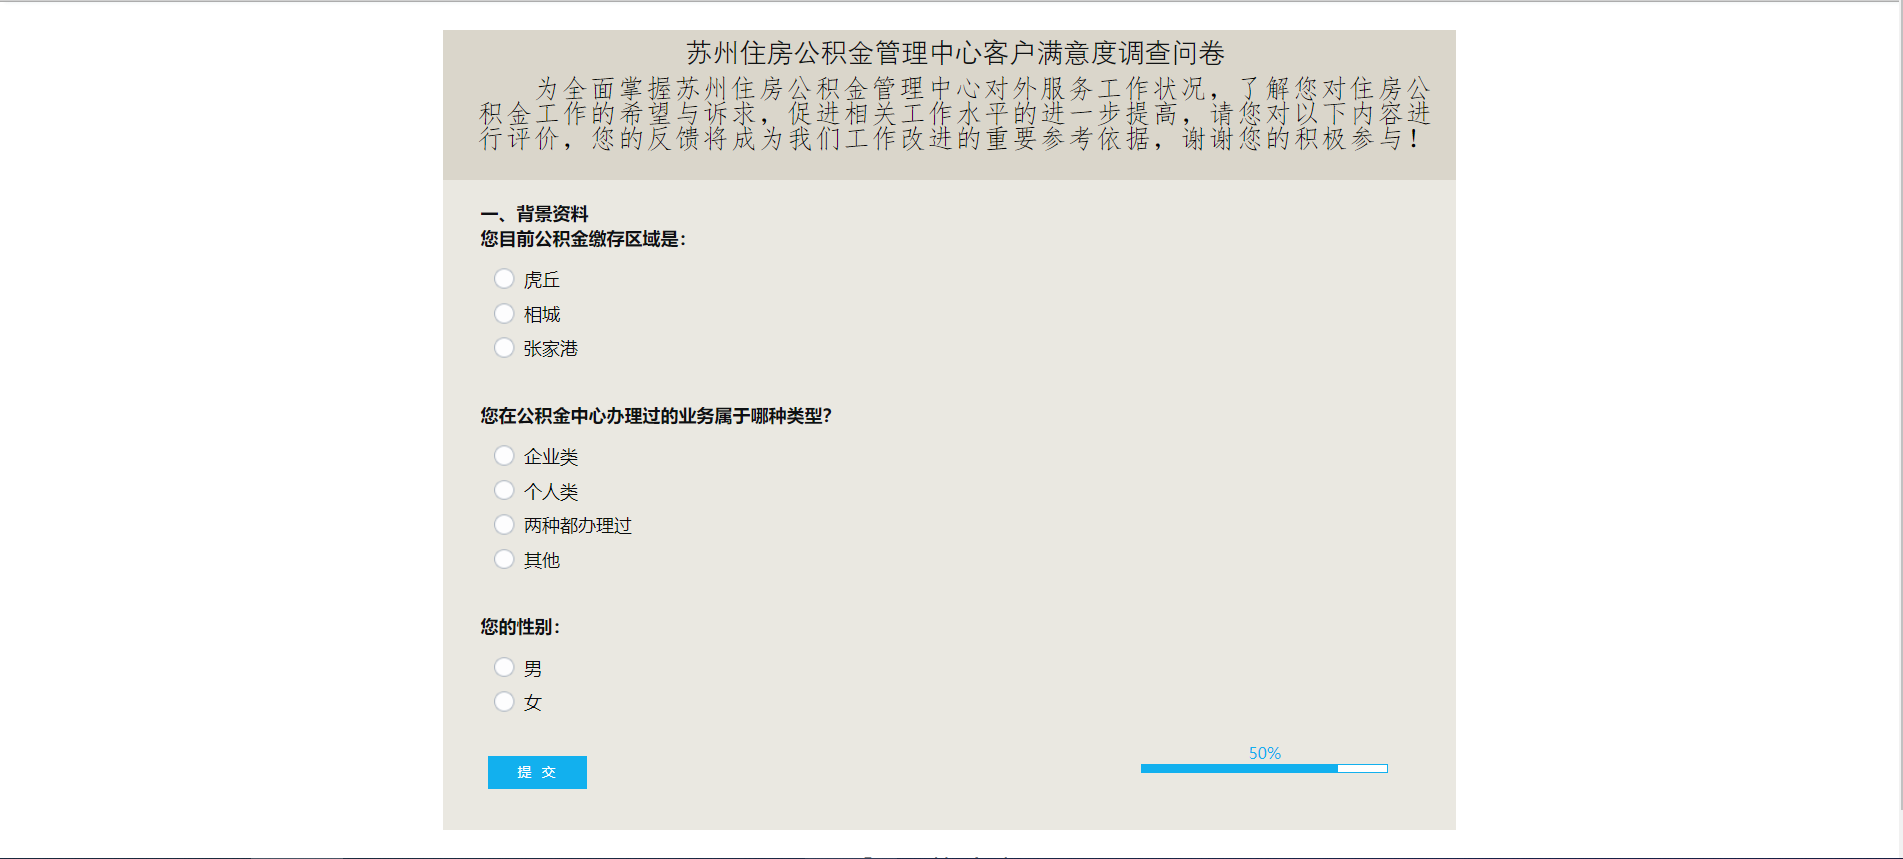 苏州住房公积金管理中心客户满意度调查问卷
为全面掌握苏州住房公积金管理中心对外服务工作状况，了解您对住房公
积金工作的希望与诉求，促进相关工作水平的进一步提高，请您对以下内容进
行评价，您的反馈将成为我们工作改进的重要参考依据，谢谢您的积极参与！
一、背景资料
您目前公积金缴存区域是：
虎丘
相城
张家港
您在公积金中心办理过的业务属于哪种类型？
企业类
个人类
两种都办理过
其他
您的性别：
男
女
提 交
50%